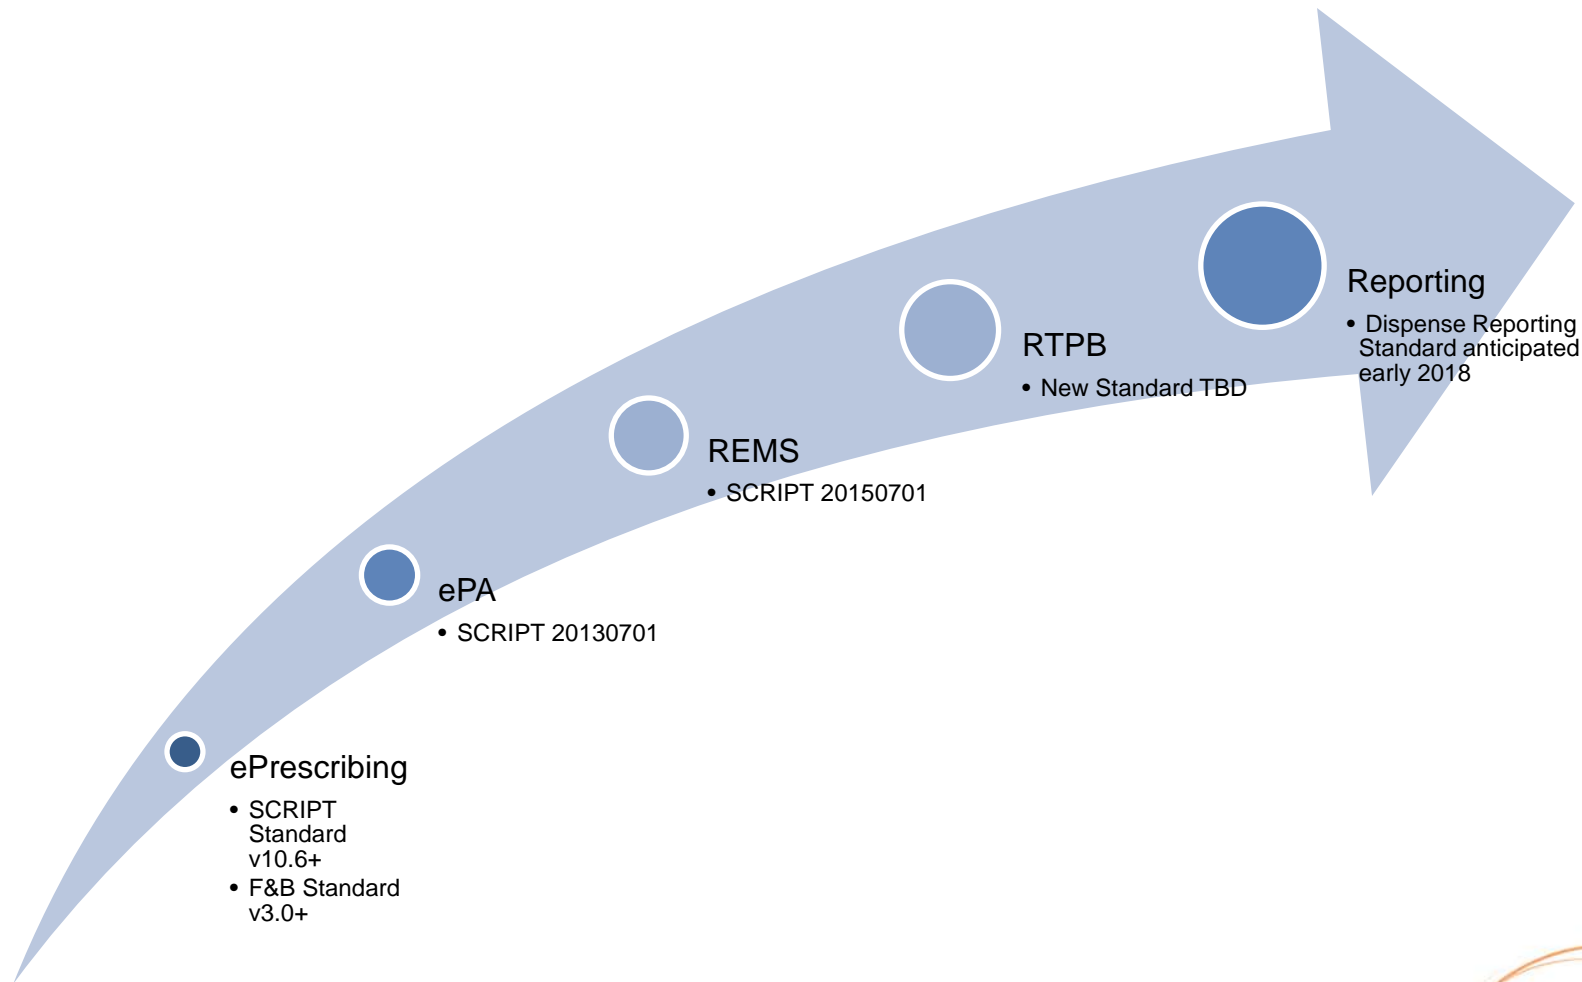 ePrescribing
• SCRIPT
Standard
v10.6+
• F&B Standard
v3.0+
ePA
• SCRIPT 20130701
REMS
• SCRIPT 20150701
RTPB
• New Standard TBD
Reporting
• Dispense Reporting
Standard anticipated
early 2018